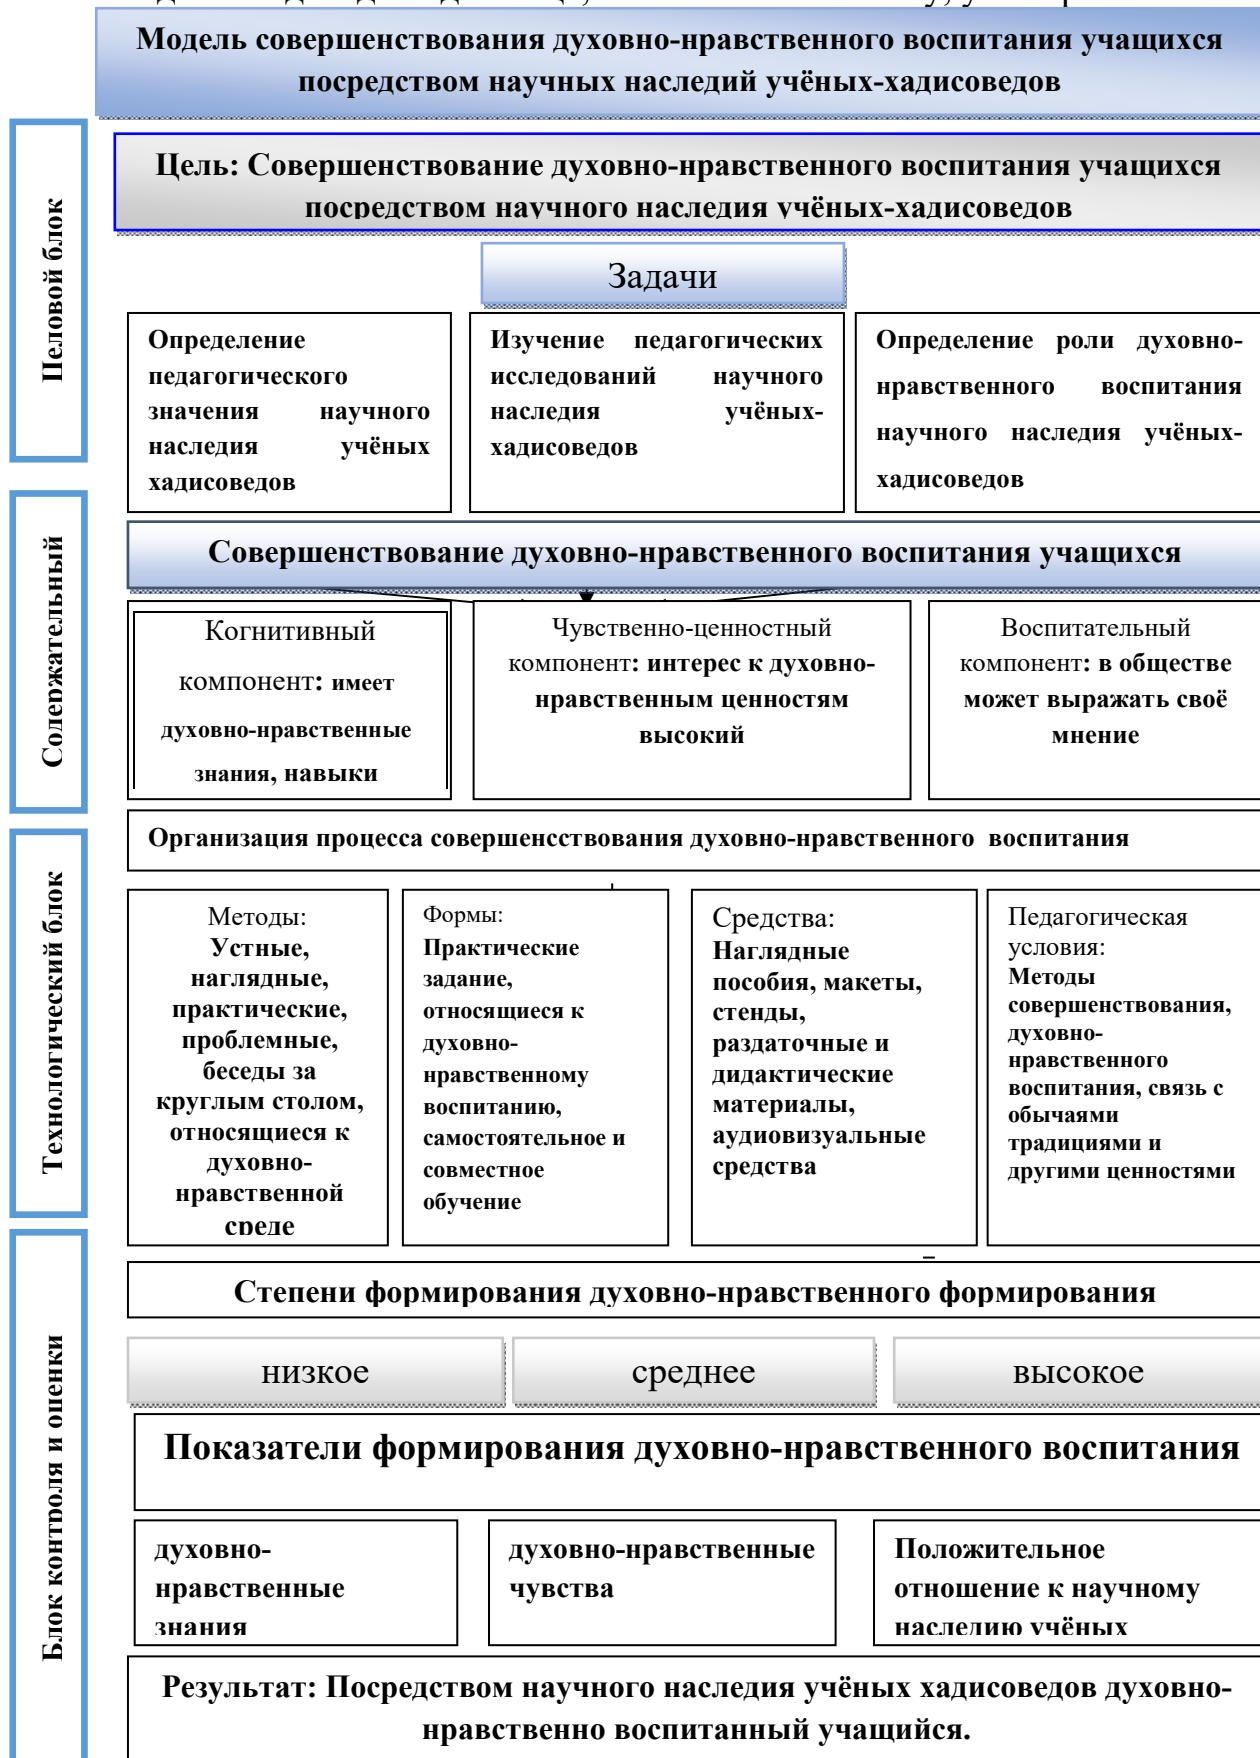 Модель совершенствования духовно-нравственного воспитания учащихся
посредством научных наследий учёных-хадисоведов
Целовой блок
Цель: Совершенствование духовно-нравственного воспитания учащихся
посредством научного наследия учёных-хадисоведов
Задачи
Определение
педагогического
значения научного
наследия учёных
хадисоведов
Изучение педагогических
исследований научного
наследия учёных-
хадисоведов
Определение роли духовно-
нравственного воспитания
научного наследия учёных-
хадисоведов
Содержательный
Совершенствование духовно-нравственного воспитания учащихся
Когнитивный
компонент: имеет
духовно-нравственные
знания, навыки
Чувственно-ценностный
компонент: интерес к духовно-
нравственным ценностям
высокий
Воспитательный
компонент: в обществе
может выражать своё
мнение
Технологический блок
Организация процесса совершенсствования духовно-нравственного воспитания
Методы:
Устные,
наглядные,
практические,
проблемные,
беседы за
круглым столом,
относящиеся к
духовно-
нравственной
среде
Формы:
Практические
задание,
относящиеся к
духовно-
нравственному
воспитанию,
самостоятельное и
совместное
обучение
Средства:
Наглядные
пособия, макеты,
стенды,
раздаточные и
дидактические
материалы,
аудиовизуальные
средства
Педагогическая
условия:
Методы
совершенствования,
духовно-
нравственного
воспитания, связь с
обычаями
традициями и
другими ценностями
Блок контроля и оценки
Степени формирования духовно-нравственного формирования
низкое
среднее
высокое
Показатели формирования духовно-нравственного воспитания
духовно-
нравственные
знания
духовно-нравственные
чувства
Положительное
отношение к научному
наследию учёных
Результат: Посредством научного наследия учёных хадисоведов духовно-
нравственно воспитанный учащийся.